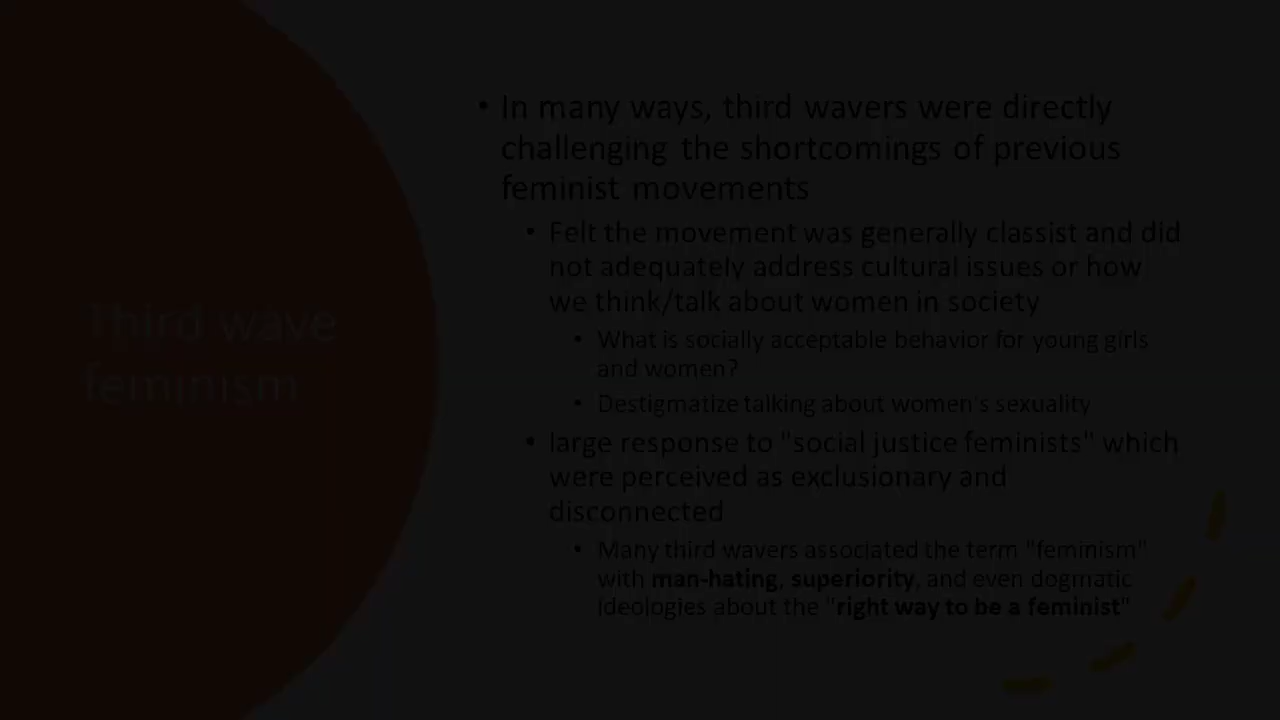 Third wave
feminism
• In many ways, third wavers were directly
challenging the shortcomings of previous
feminist movements
• Felt the movement was generally classist and did
not adequately address cultural issues or how
we think/talk about women in society
• What is socially acceptable behavior for young girls
and women?
• Destigmatize talking about women's sexuality
• large response to "social justice feminists" which
were perceived as exclusionary and
disconnected
• Many third wavers associated the term "feminism"
with man-hating, superiority, and even dogmatic
ideologies about the "right way to be a feminist"